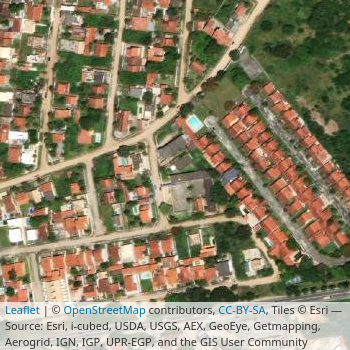 Leaflet | © OpenStreetMap contributors, CC-BY-SA, Tiles © Esri —
Source: Esri, i-cubed, USDA, USGS, AEX, GeoEye, Getmapping,
Aerogrid, IGN, IGP, UPR-EGP, and the GIS User Community